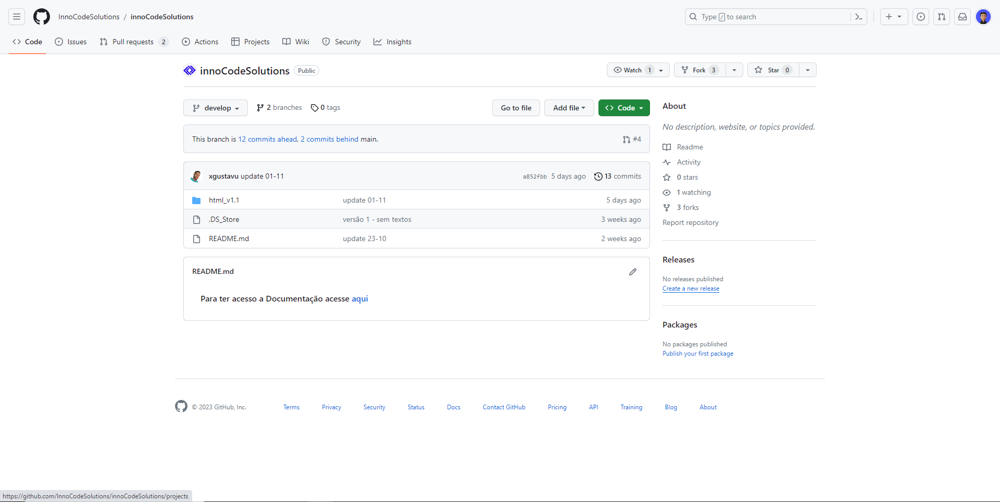 InnoCodeSolutions / innoCodeSolutions
Type / to search
Code Issues Pull requests 2 Actions Projects Wiki Security Insights
innoCodeSolutions Public
Watch 1 Fork 3 Star 0
develop 2 branches 0 tags
Go to file Add file Code
This branch is 12 commits ahead, 2 commits behind main.
#4
xgustavu update 01-11 a852fbb 5 days ago 13 commits
html_v1.1 update 01-11 5 days ago
.DS_Store versão 1 - sem textos 3 weeks ago
README.md update 23-10 2 weeks ago
README.md
Para ter acesso a Documentação acesse aqui
About
No description, website, or topics provided.
Readme
Activity
0 stars
1 watching
3 forks
Report repository
Releases
No releases published
Create a new release
Packages
No packages published
Publish your first package
© 2023 GitHub, Inc. Terms Privacy Security Status Docs Contact GitHub Pricing API Training Blog About
https://github.com/InnoCodeSolutions/innoCodeSolutions/projects